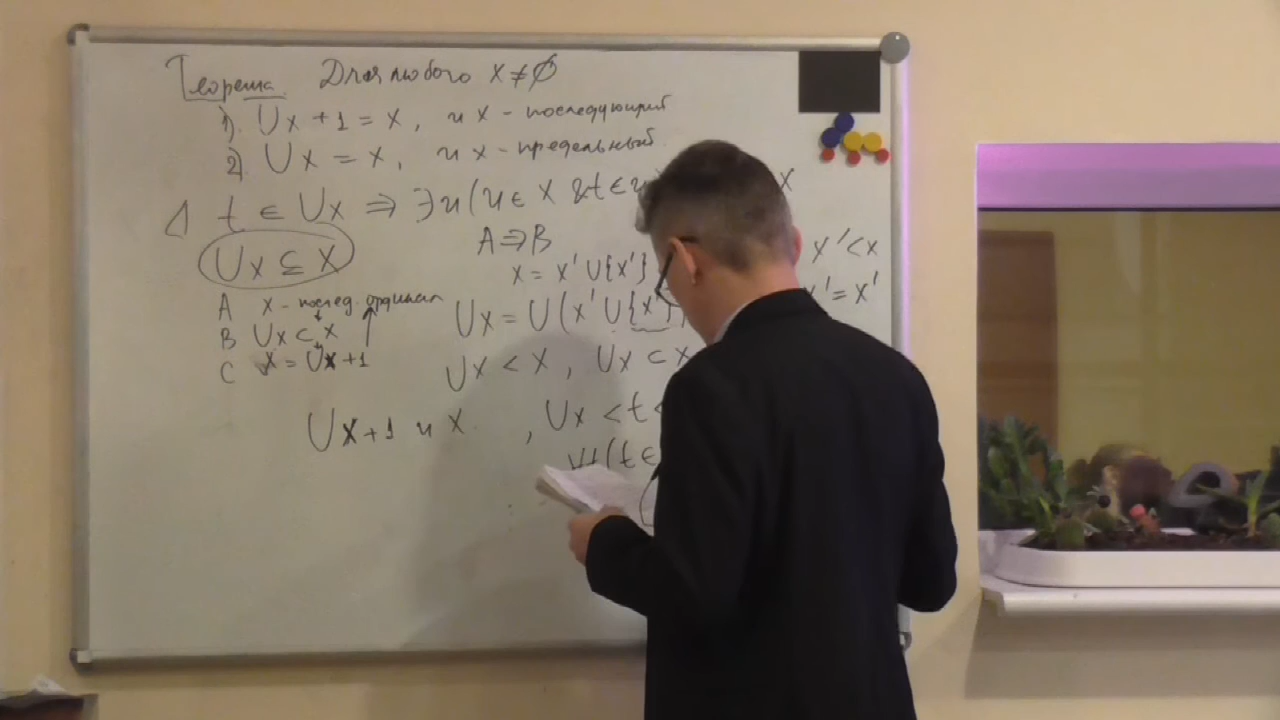 Теорема Для любого x ≠ ∅
1). ∪x + 1 = x, и x - последующий
2). ∪x = x, и x - предельный.
Δ t ∈ ∪x ⇒ ∃u(u ∈ x & t ∈ u x
∪x ⊆ x
A ⇒ B
x = x' ∪ {x'} x' < x
A x - послед. ординал
∪x = ∪(x' ∪ {x'}) x' = x'
B ∪x ⊂ x
C x = ∪x + 1
∪x < x, ∪x ⊂ x
∪x + 1 и x
, ∪x < t <
∀t(t ∈